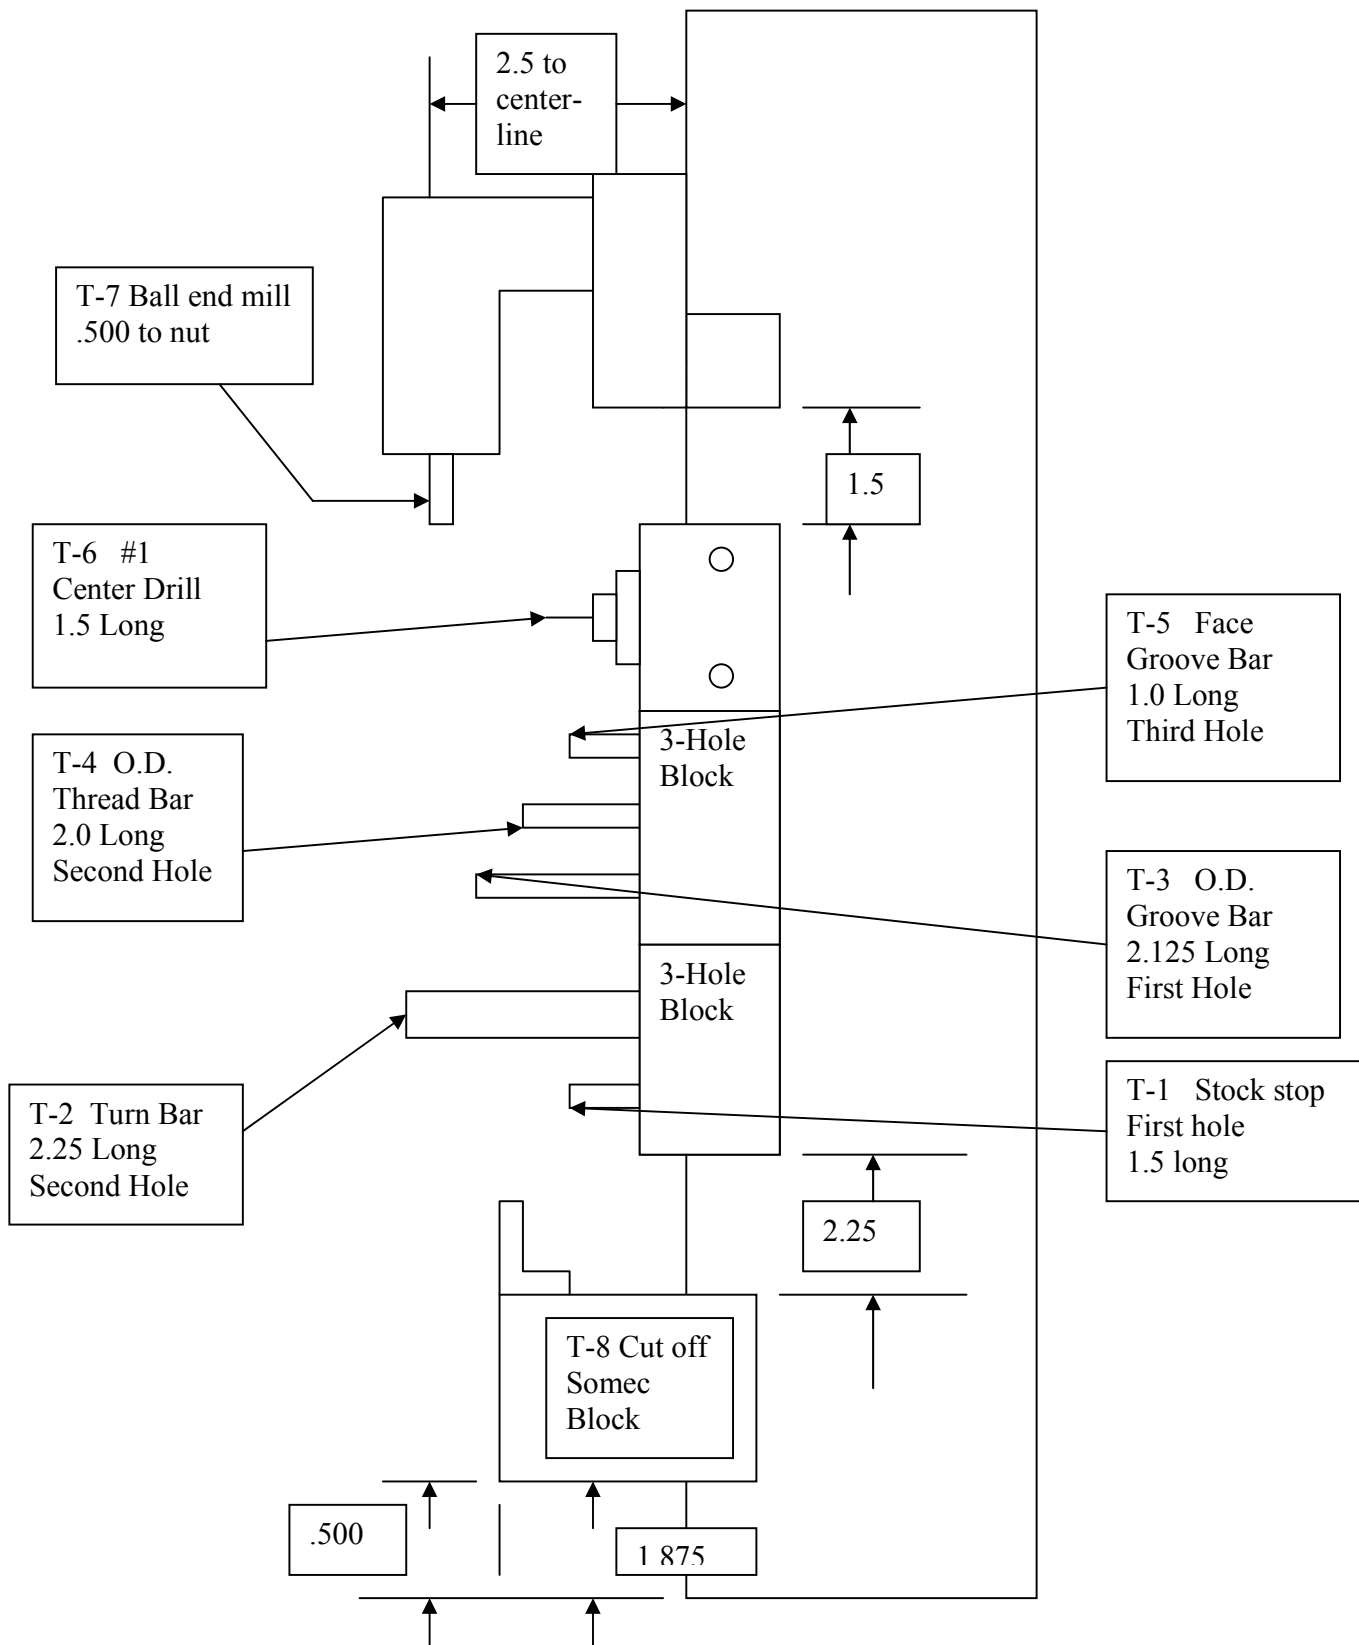 2.5 to
center-
line
T-7 Ball end mill
.500 to nut
1.5
T-6 #1
Center Drill
1.5 Long
T-5 Face
Groove Bar
1.0 Long
Third Hole
3-Hole
Block
T-4 O.D.
Thread Bar
2.0 Long
Second Hole
T-3 O.D.
Groove Bar
2.125 Long
First Hole
3-Hole
Block
T-1 Stock stop
First hole
1.5 long
T-2 Turn Bar
2.25 Long
Second Hole
2.25
T-8 Cut off
Somec
Block
.500
1.875